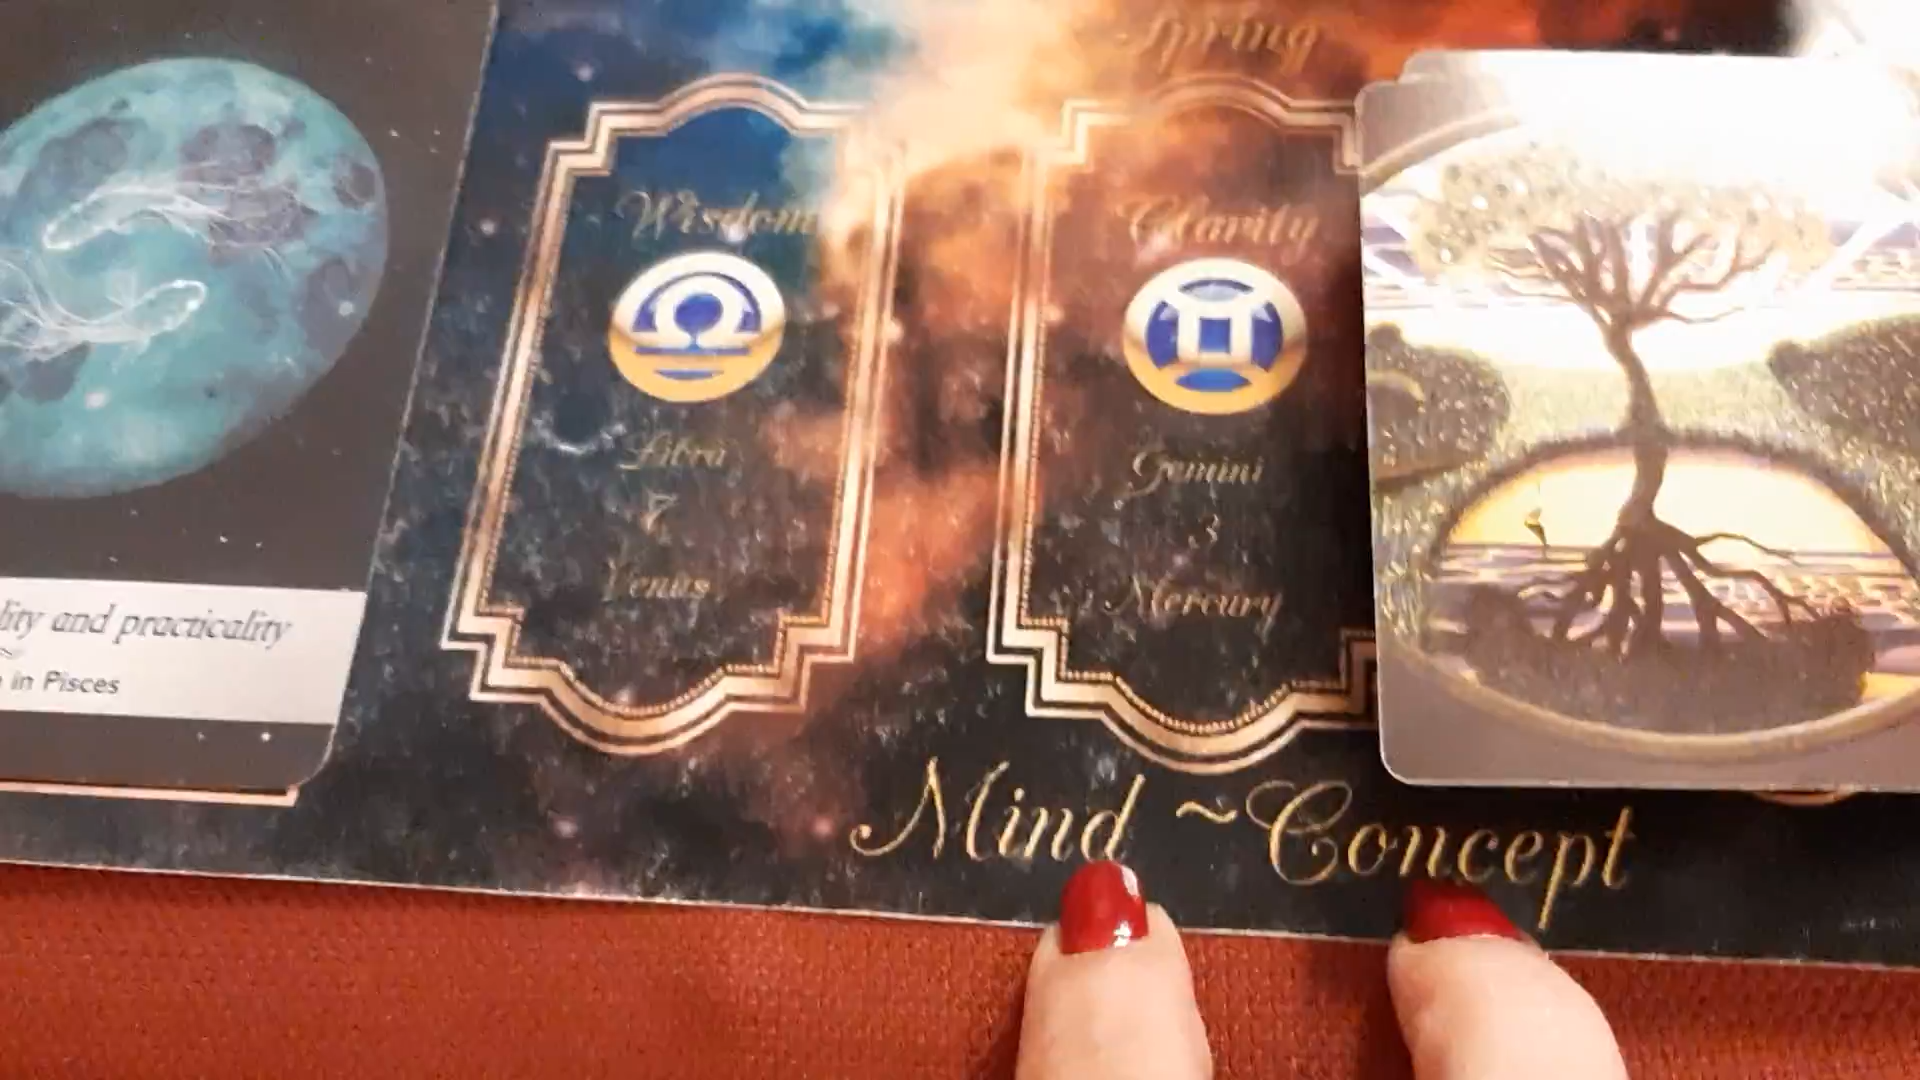 Spring
Wisdom
Libra
7
Venus
Clarity
Gemini
3
Mercury
lity and practicality
in Pisces
Mind ~ Concept